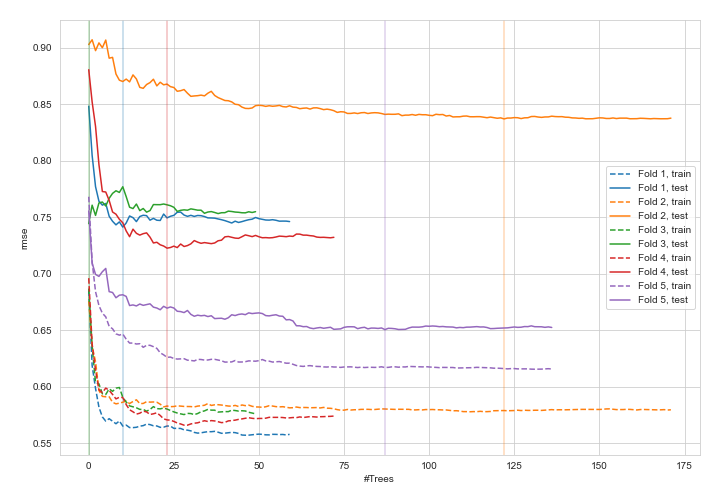 0.90
0.85
0.80
0.75
0.70
0.65
0.60
0.55
rmse
0
25
50
75
100
125
150
175
#Trees
Fold 1, train
Fold 1, test
Fold 2, train
Fold 2, test
Fold 3, train
Fold 3, test
Fold 4, train
Fold 4, test
Fold 5, train
Fold 5, test